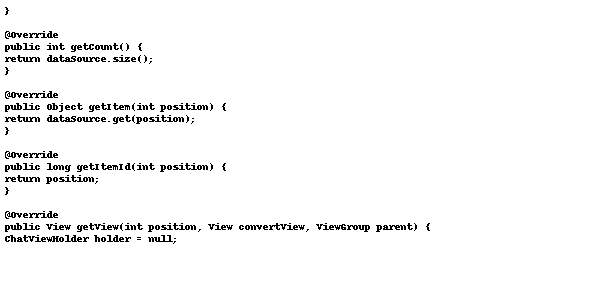 }
@Override
public int getCount() {
return dataSource.size();
}
@Override
public Object getItem(int position) {
return dataSource.get(position);
}
@Override
public long getItemId(int position) {
return position;
}
@Override
public View getView(int position, View convertView, ViewGroup parent) {
ChatViewHolder holder = null;